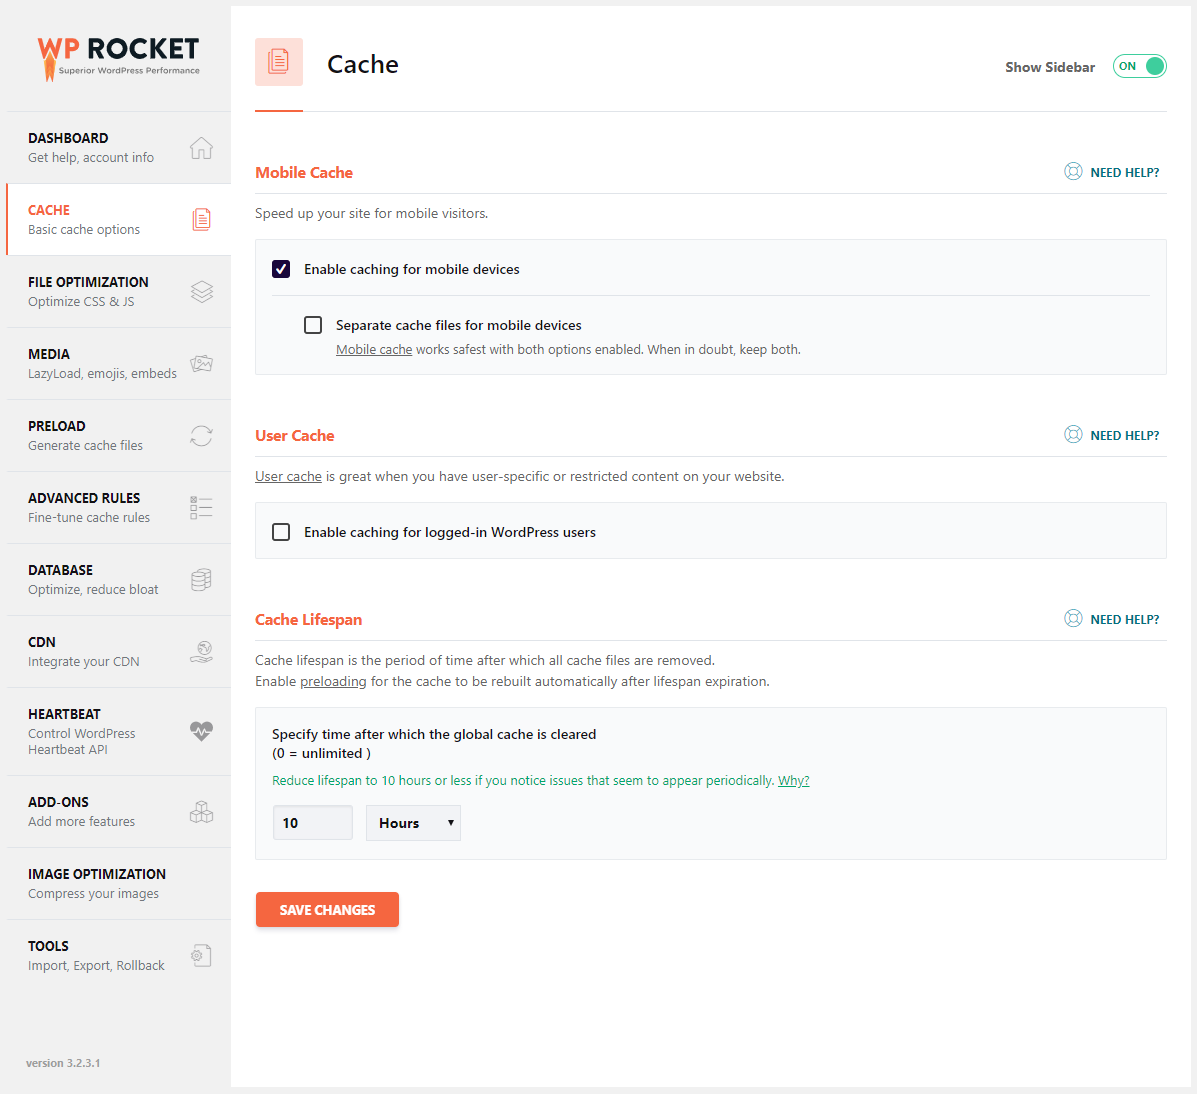 WP ROCKET
Superior WordPress Performance
DASHBOARD
Get help, account info
CACHE
Basic cache options
FILE OPTIMIZATION
Optimize CSS & JS
MEDIA
LazyLoad, emojis, embeds
PRELOAD
Generate cache files
ADVANCED RULES
Fine-tune cache rules
DATABASE
Optimize, reduce bloat
CDN
Integrate your CDN
HEARTBEAT
Control WordPress
Heartbeat API
ADD-ONS
Add more features
IMAGE OPTIMIZATION
Compress your images
TOOLS
Import, Export, Rollback
version 3.2.3.1
Cache
Show Sidebar ON
Mobile Cache NEED HELP?
Speed up your site for mobile visitors.
Enable caching for mobile devices
Separate cache files for mobile devices
Mobile cache works safest with both options enabled. When in doubt, keep both.
User Cache NEED HELP?
User cache is great when you have user-specific or restricted content on your website.
Enable caching for logged-in WordPress users
Cache Lifespan NEED HELP?
Cache lifespan is the period of time after which all cache files are removed.
Enable preloading for the cache to be rebuilt automatically after lifespan expiration.
Specify time after which the global cache is cleared
(0 = unlimited )
Reduce lifespan to 10 hours or less if you notice issues that seem to appear periodically. Why?
10 Hours
SAVE CHANGES